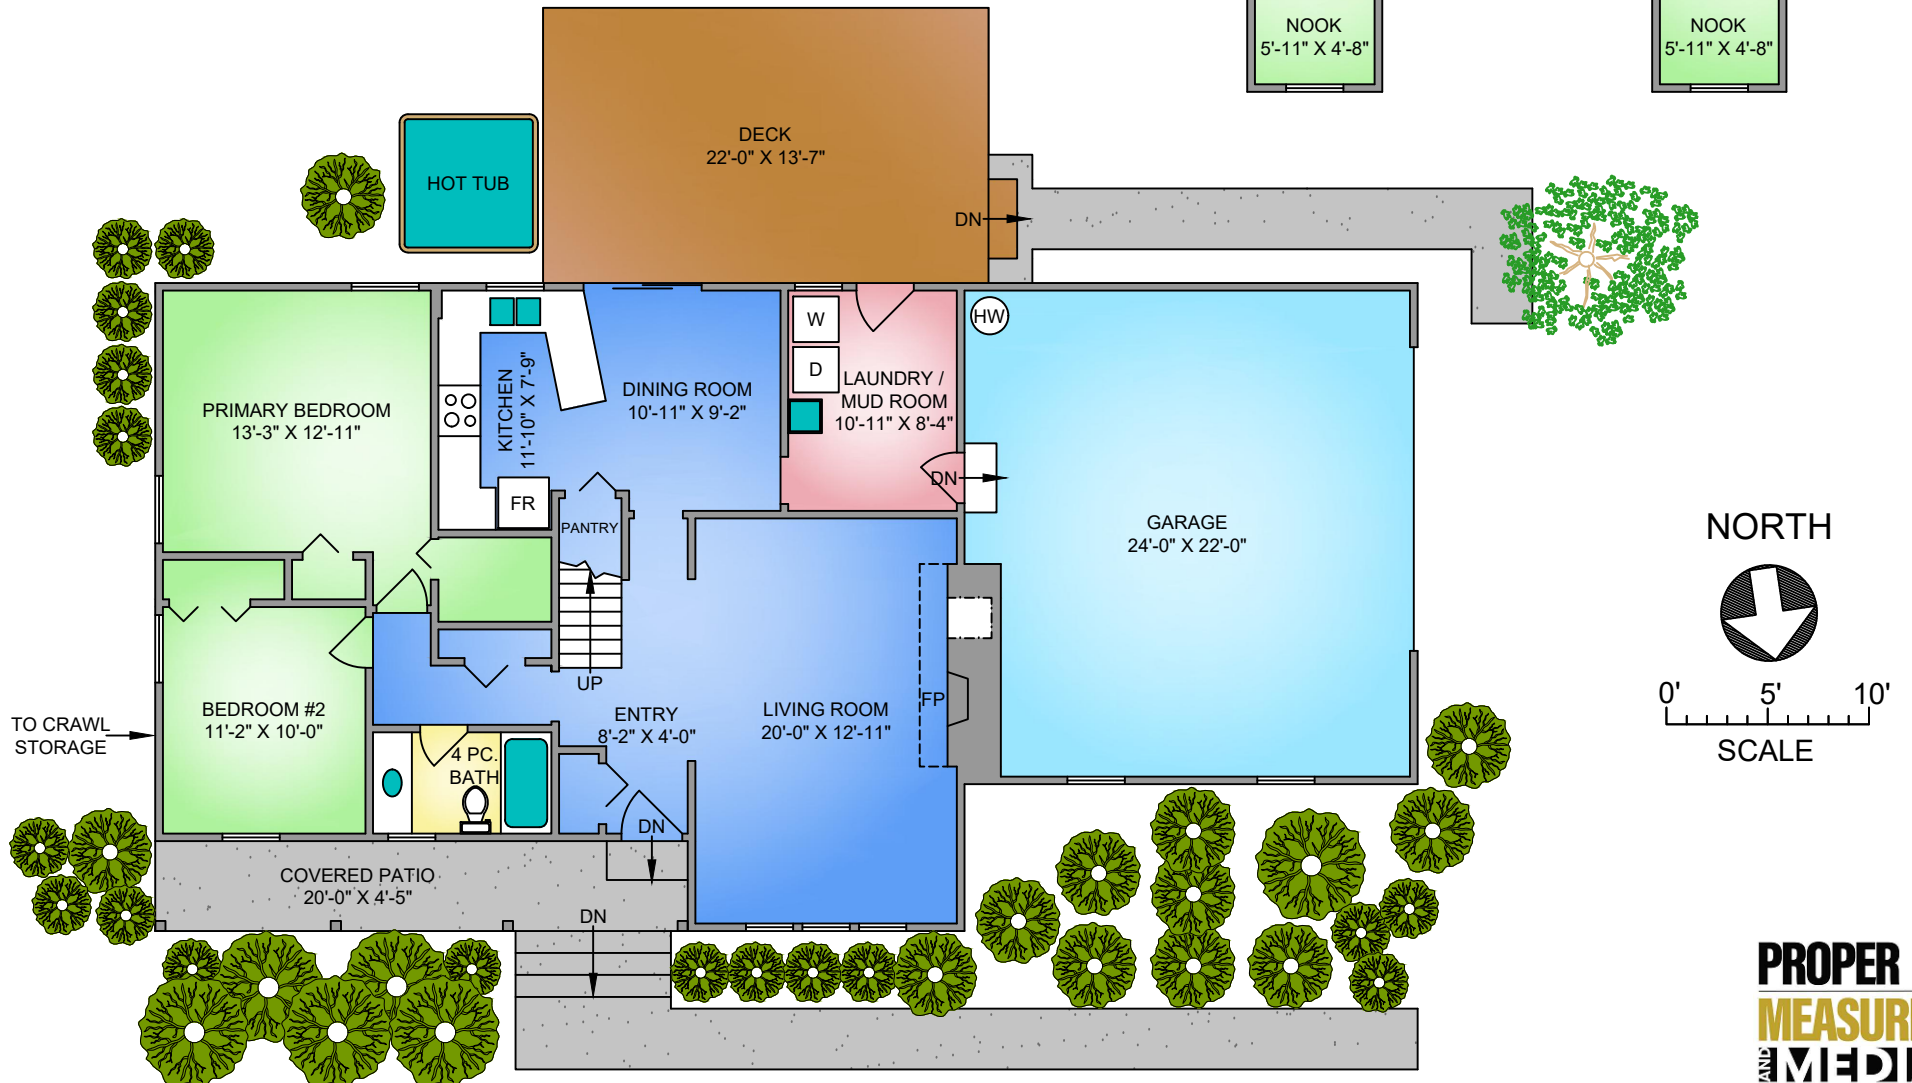 NOOK
5'-11" X 4'-8"
NOOK
5'-11" X 4'-8"
DECK
22'-0" X 13'-7"
HOT TUB
DN
W
D
HW
KITCHEN
11'-10" X 7'-9"
DINING ROOM
10'-11" X 9'-2"
LAUNDRY /
MUD ROOM
10'-11" X 8'-4"
PRIMARY BEDROOM
13'-3" X 12'-11"
DN
FR
PANTRY
GARAGE
24'-0" X 22'-0"
NORTH
UP
0' 5' 10'
SCALE
TO CRAWL
STORAGE
BEDROOM #2
11'-2" X 10'-0"
ENTRY
8'-2" X 4'-0"
LIVING ROOM
20'-0" X 12'-11"
FP
4 PC.
BATH
DN
COVERED PATIO
20'-0" X 4'-5"
DN
PROPER
MEASUR
AND MEDI